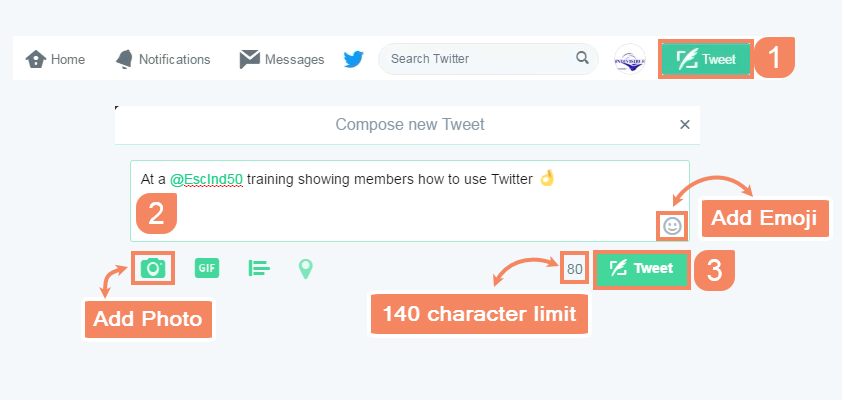 Home
Notifications
Messages
Search Twitter
Tweet
1
Compose new Tweet
×
At a @EscInd50 training showing members how to use Twitter 👌
2
Add Emoji
GIF
80
Tweet
3
Add Photo
140 character limit